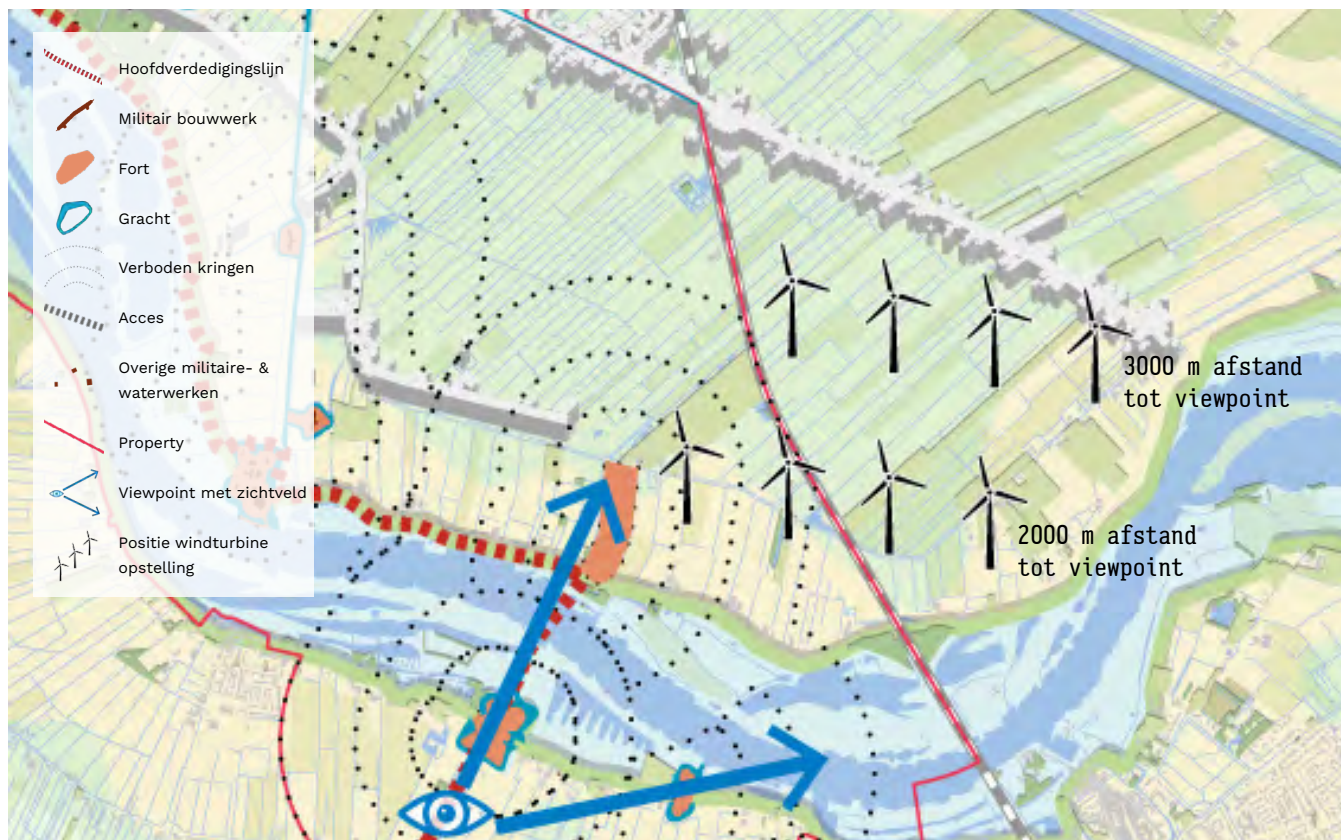 Hoofdverdedigingslijn
Militair bouwwerk
Fort
Gracht
Verboden kringen
Acces
Overige militaire- &
waterwerken
Property
Viewpoint met zichtveld
Positie windturbine
opstelling
3000 m afstand
tot viewpoint
2000 m afstand
tot viewpoint